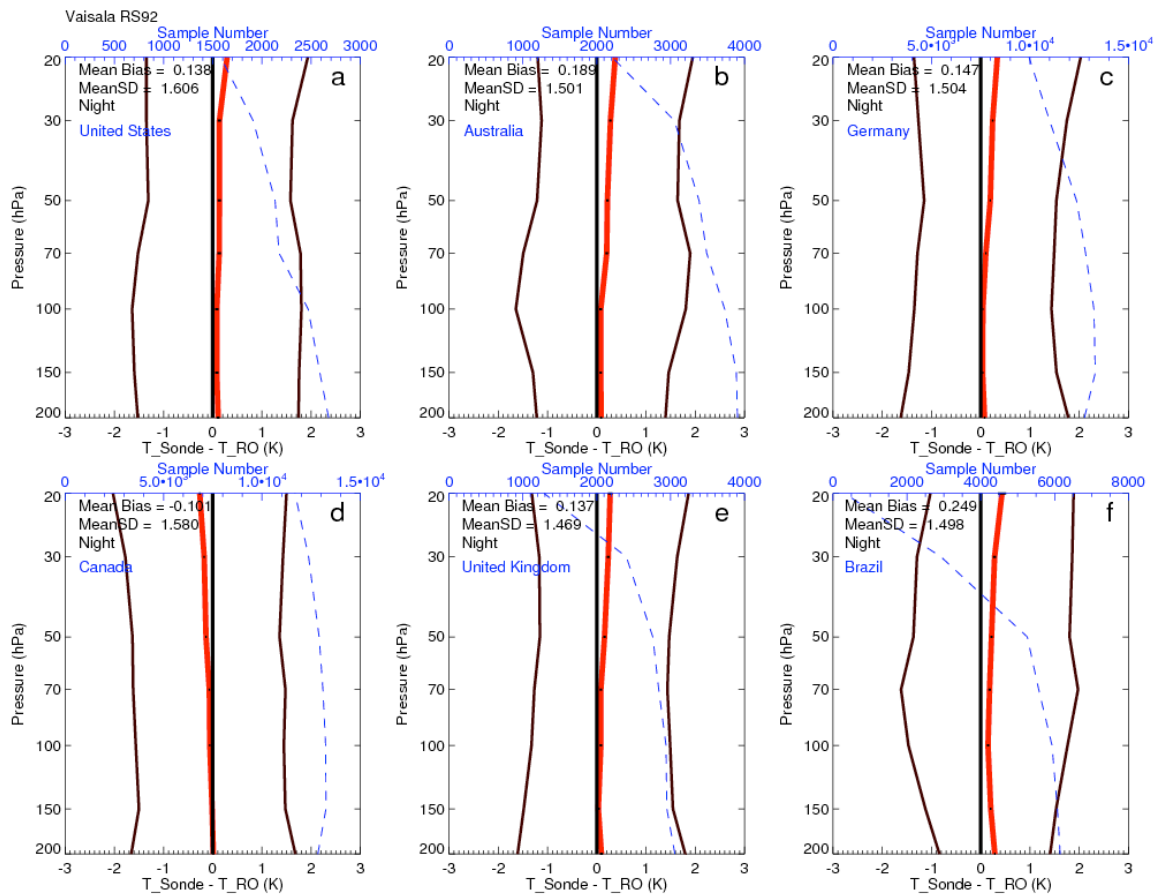 Vaisala RS92
Sample Number
0 500 1000 1500 2000 2500 3000
a
Mean Bias = 0.138
MeanSD = 1.606
Night
United States
20
30
50
70
100
150
200
Pressure (hPa)
-3 -2 -1 0 1 2 3
T_Sonde - T_RO (K)
Sample Number
0 1000 2000 3000 4000
b
Mean Bias = 0.189
MeanSD = 1.501
Night
Australia
20
30
50
70
100
150
200
Pressure (hPa)
-3 -2 -1 0 1 2 3
T_Sonde - T_RO (K)
Sample Number
0 5.0•10³ 1.0•10⁴ 1.5•10⁴
c
Mean Bias = 0.147
MeanSD = 1.504
Night
Germany
20
30
50
70
100
150
200
Pressure (hPa)
-3 -2 -1 0 1 2 3
T_Sonde - T_RO (K)
Sample Number
0 5.0•10³ 1.0•10⁴ 1.5•10⁴
d
Mean Bias = -0.101
MeanSD = 1.580
Night
Canada
20
30
50
70
100
150
200
Pressure (hPa)
-3 -2 -1 0 1 2 3
T_Sonde - T_RO (K)
Sample Number
0 1000 2000 3000 4000
e
Mean Bias = 0.137
MeanSD = 1.469
Night
United Kingdom
20
30
50
70
100
150
200
Pressure (hPa)
-3 -2 -1 0 1 2 3
T_Sonde - T_RO (K)
Sample Number
0 2000 4000 6000 8000
f
Mean Bias = 0.249
MeanSD = 1.498
Night
Brazil
20
30
50
70
100
150
200
Pressure (hPa)
-3 -2 -1 0 1 2 3
T_Sonde - T_RO (K)